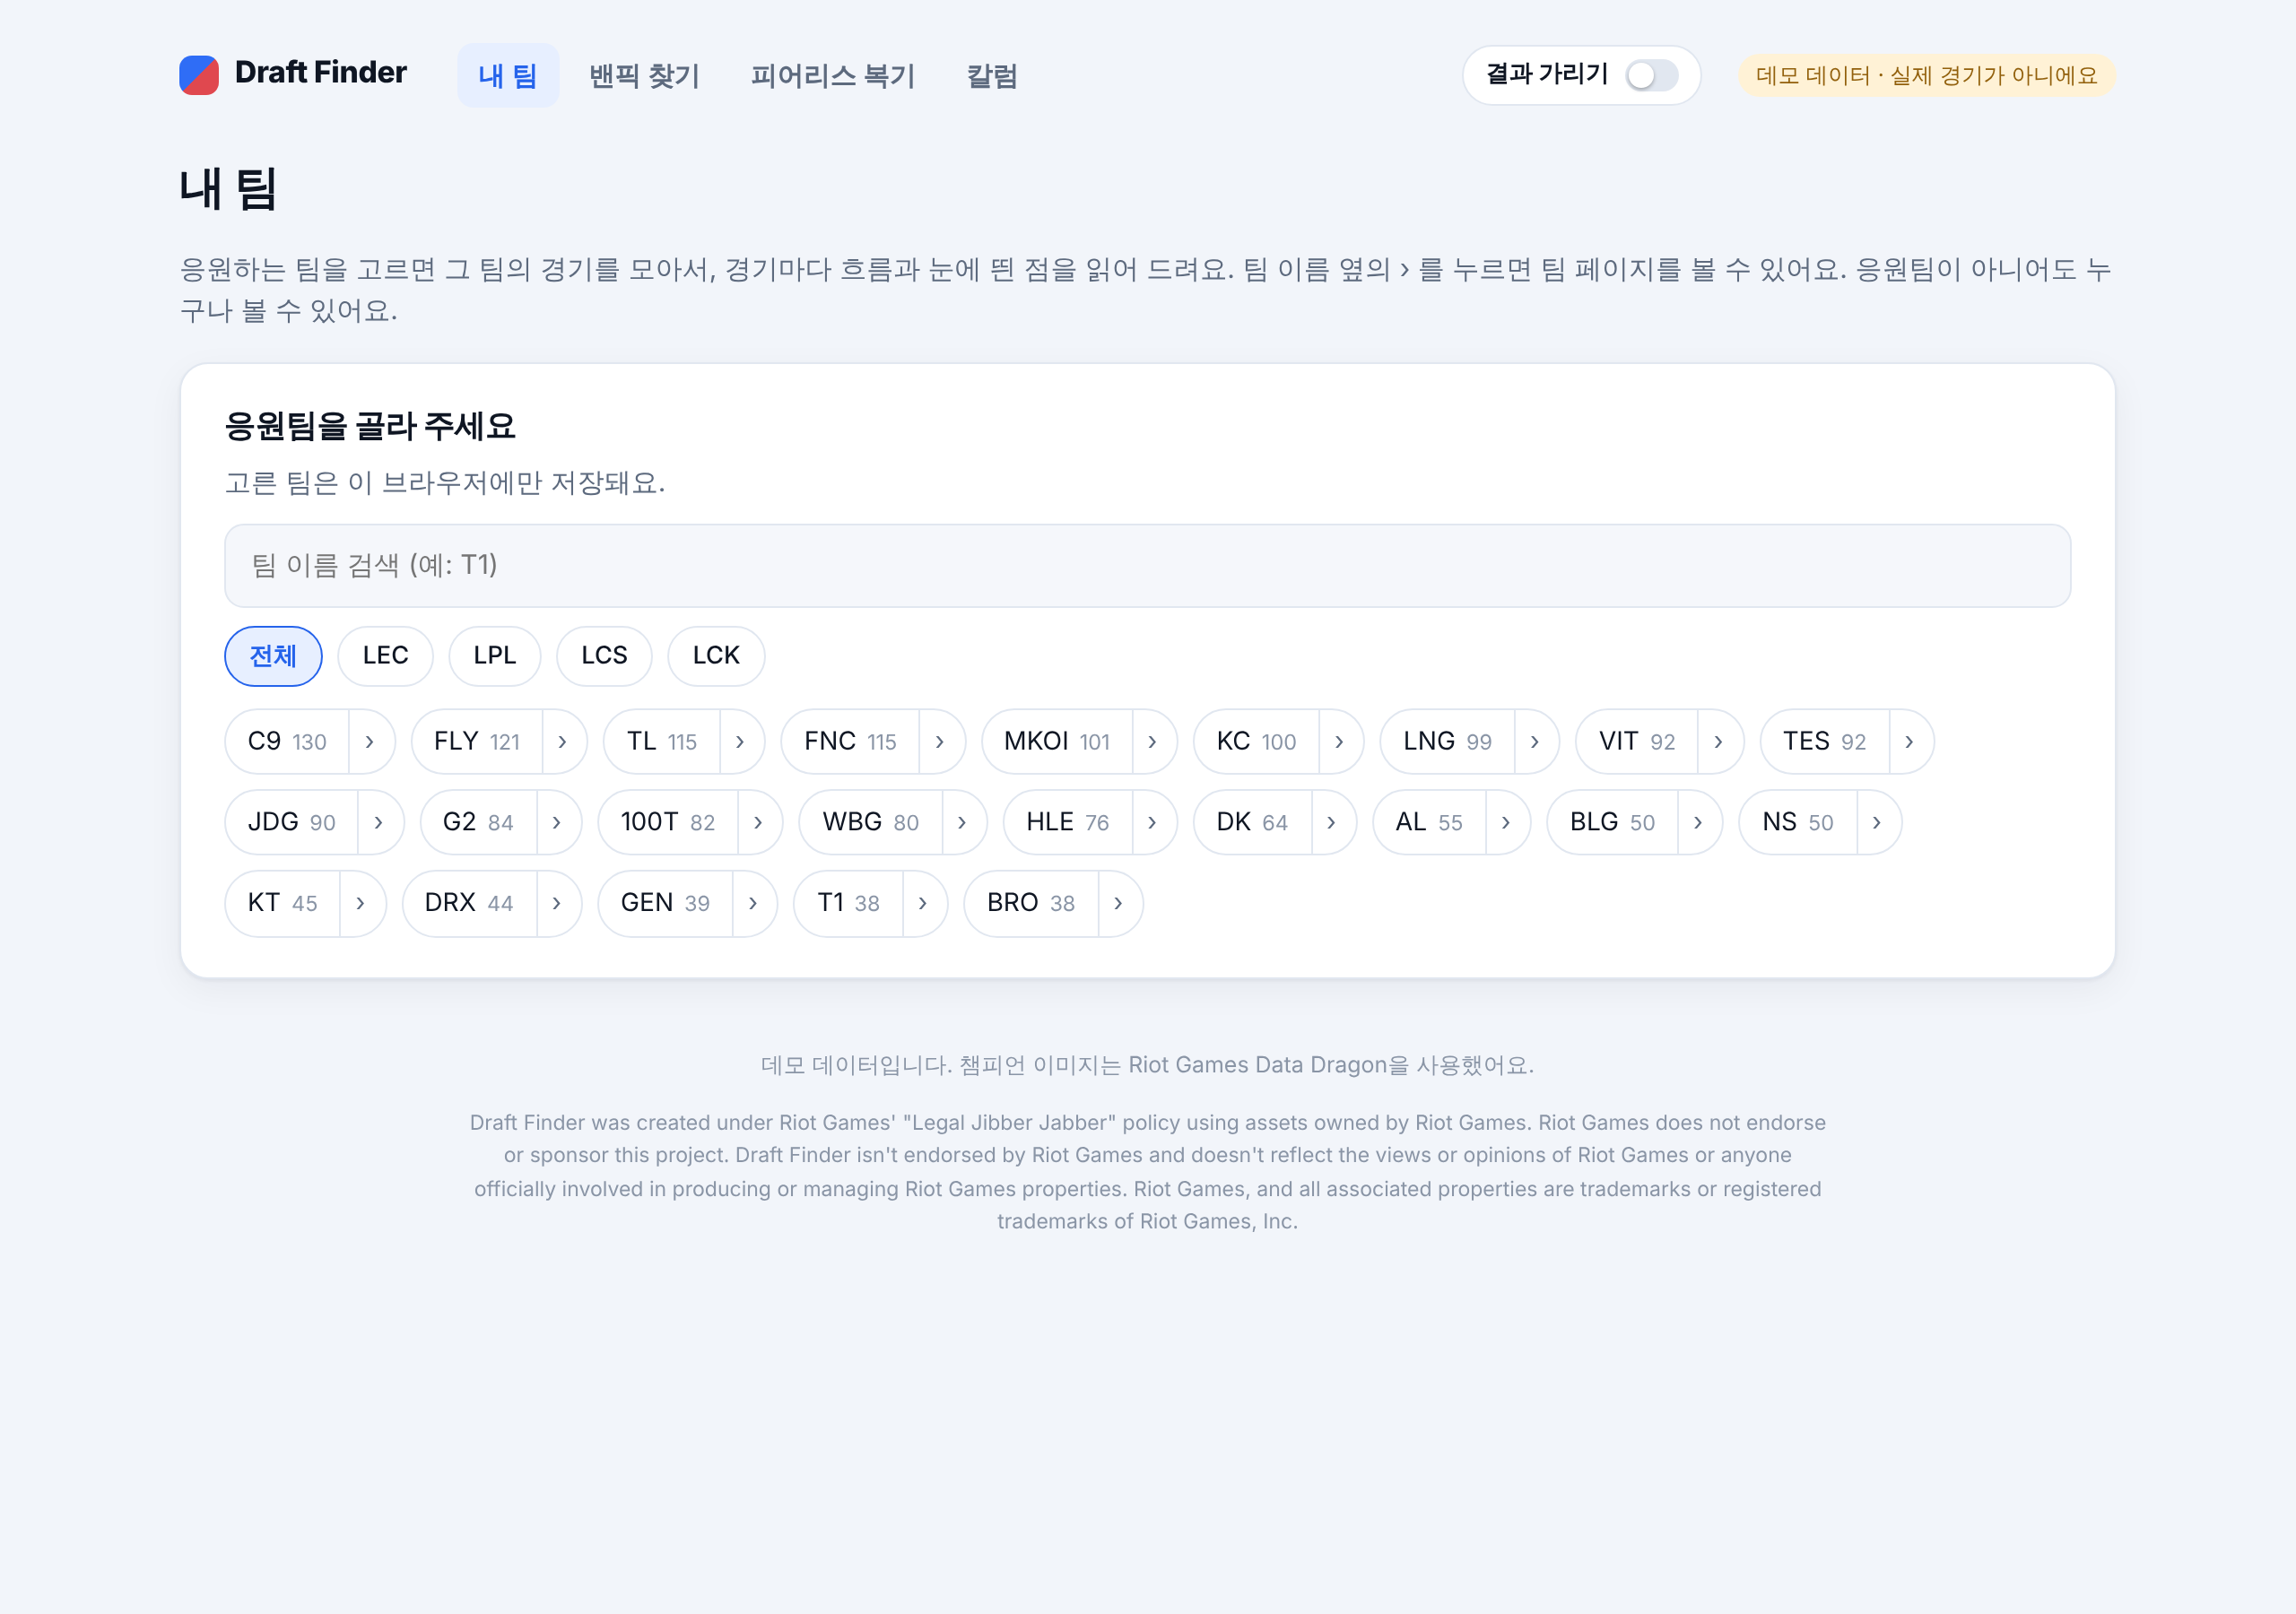 Draft Finder 내 팀 밴픽 찾기 피어리스 복기 칼럼 결과 가리기 데모 데이터 · 실제 경기가 아니에요
내 팀
응원하는 팀을 고르면 그 팀의 경기를 모아서, 경기마다 흐름과 눈에 띈 점을 읽어 드려요. 팀 이름 옆의 › 를 누르면 팀 페이지를 볼 수 있어요. 응원팀이 아니어도 누
구나 볼 수 있어요.
응원팀을 골라 주세요
고른 팀은 이 브라우저에만 저장돼요.
팀 이름 검색 (예: T1)
전체 LEC LPL LCS LCK
C9 130 › FLY 121 › TL 115 › FNC 115 › MKOI 101 › KC 100 › LNG 99 › VIT 92 › TES 92 ›
JDG 90 › G2 84 › 100T 82 › WBG 80 › HLE 76 › DK 64 › AL 55 › BLG 50 › NS 50 ›
KT 45 › DRX 44 › GEN 39 › T1 38 › BRO 38 ›
데모 데이터입니다. 챔피언 이미지는 Riot Games Data Dragon을 사용했어요.
Draft Finder was created under Riot Games' "Legal Jibber Jabber" policy using assets owned by Riot Games. Riot Games does not endorse
or sponsor this project. Draft Finder isn't endorsed by Riot Games and doesn't reflect the views or opinions of Riot Games or anyone
officially involved in producing or managing Riot Games properties. Riot Games, and all associated properties are trademarks or registered
trademarks of Riot Games, Inc.